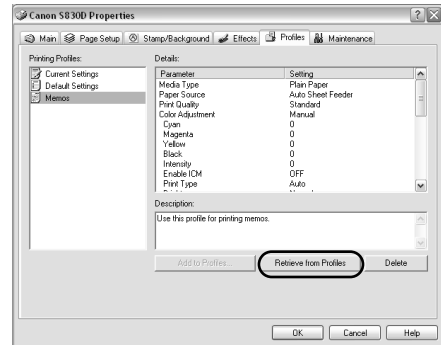 Canon S830D Properties
Main Page Setup Stamp/Background Effects Profiles Maintenance
Printing Profiles:
Current Settings
Default Settings
Memos
Details:
Parameter Setting
Media Type Plain Paper
Paper Source Auto Sheet Feeder
Print Quality Standard
Color Adjustment Manual
Cyan 0
Magenta 0
Yellow 0
Black 0
Intensity 0
Enable ICM OFF
Print Type Auto
Description:
Use this profile for printing memos.
Add to Profiles... Retrieve from Profiles Delete
OK Cancel Help